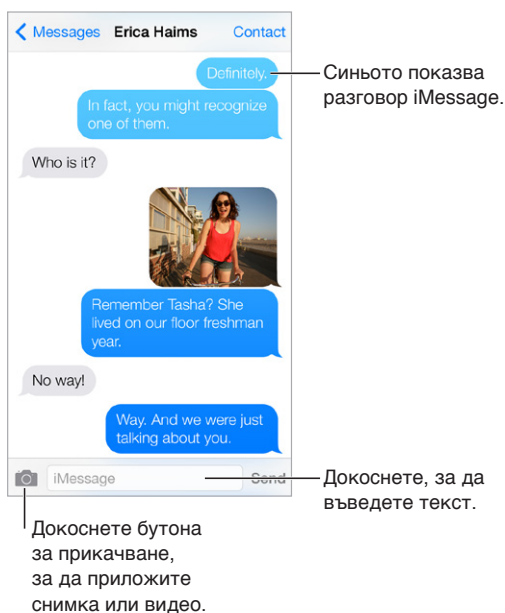 Messages Erica Haims Contact
Definitely.
Синьото показва
разговор iMessage.
In fact, you might recognize
one of them.
Who is it?
Remember Tasha? She
lived on our floor freshman
year.
No way!
Way. And we were just
talking about you.
iMessage Send
Докоснете, за да
въведете текст.
Докоснете бутона
за прикачване,
за да приложите
снимка или видео.